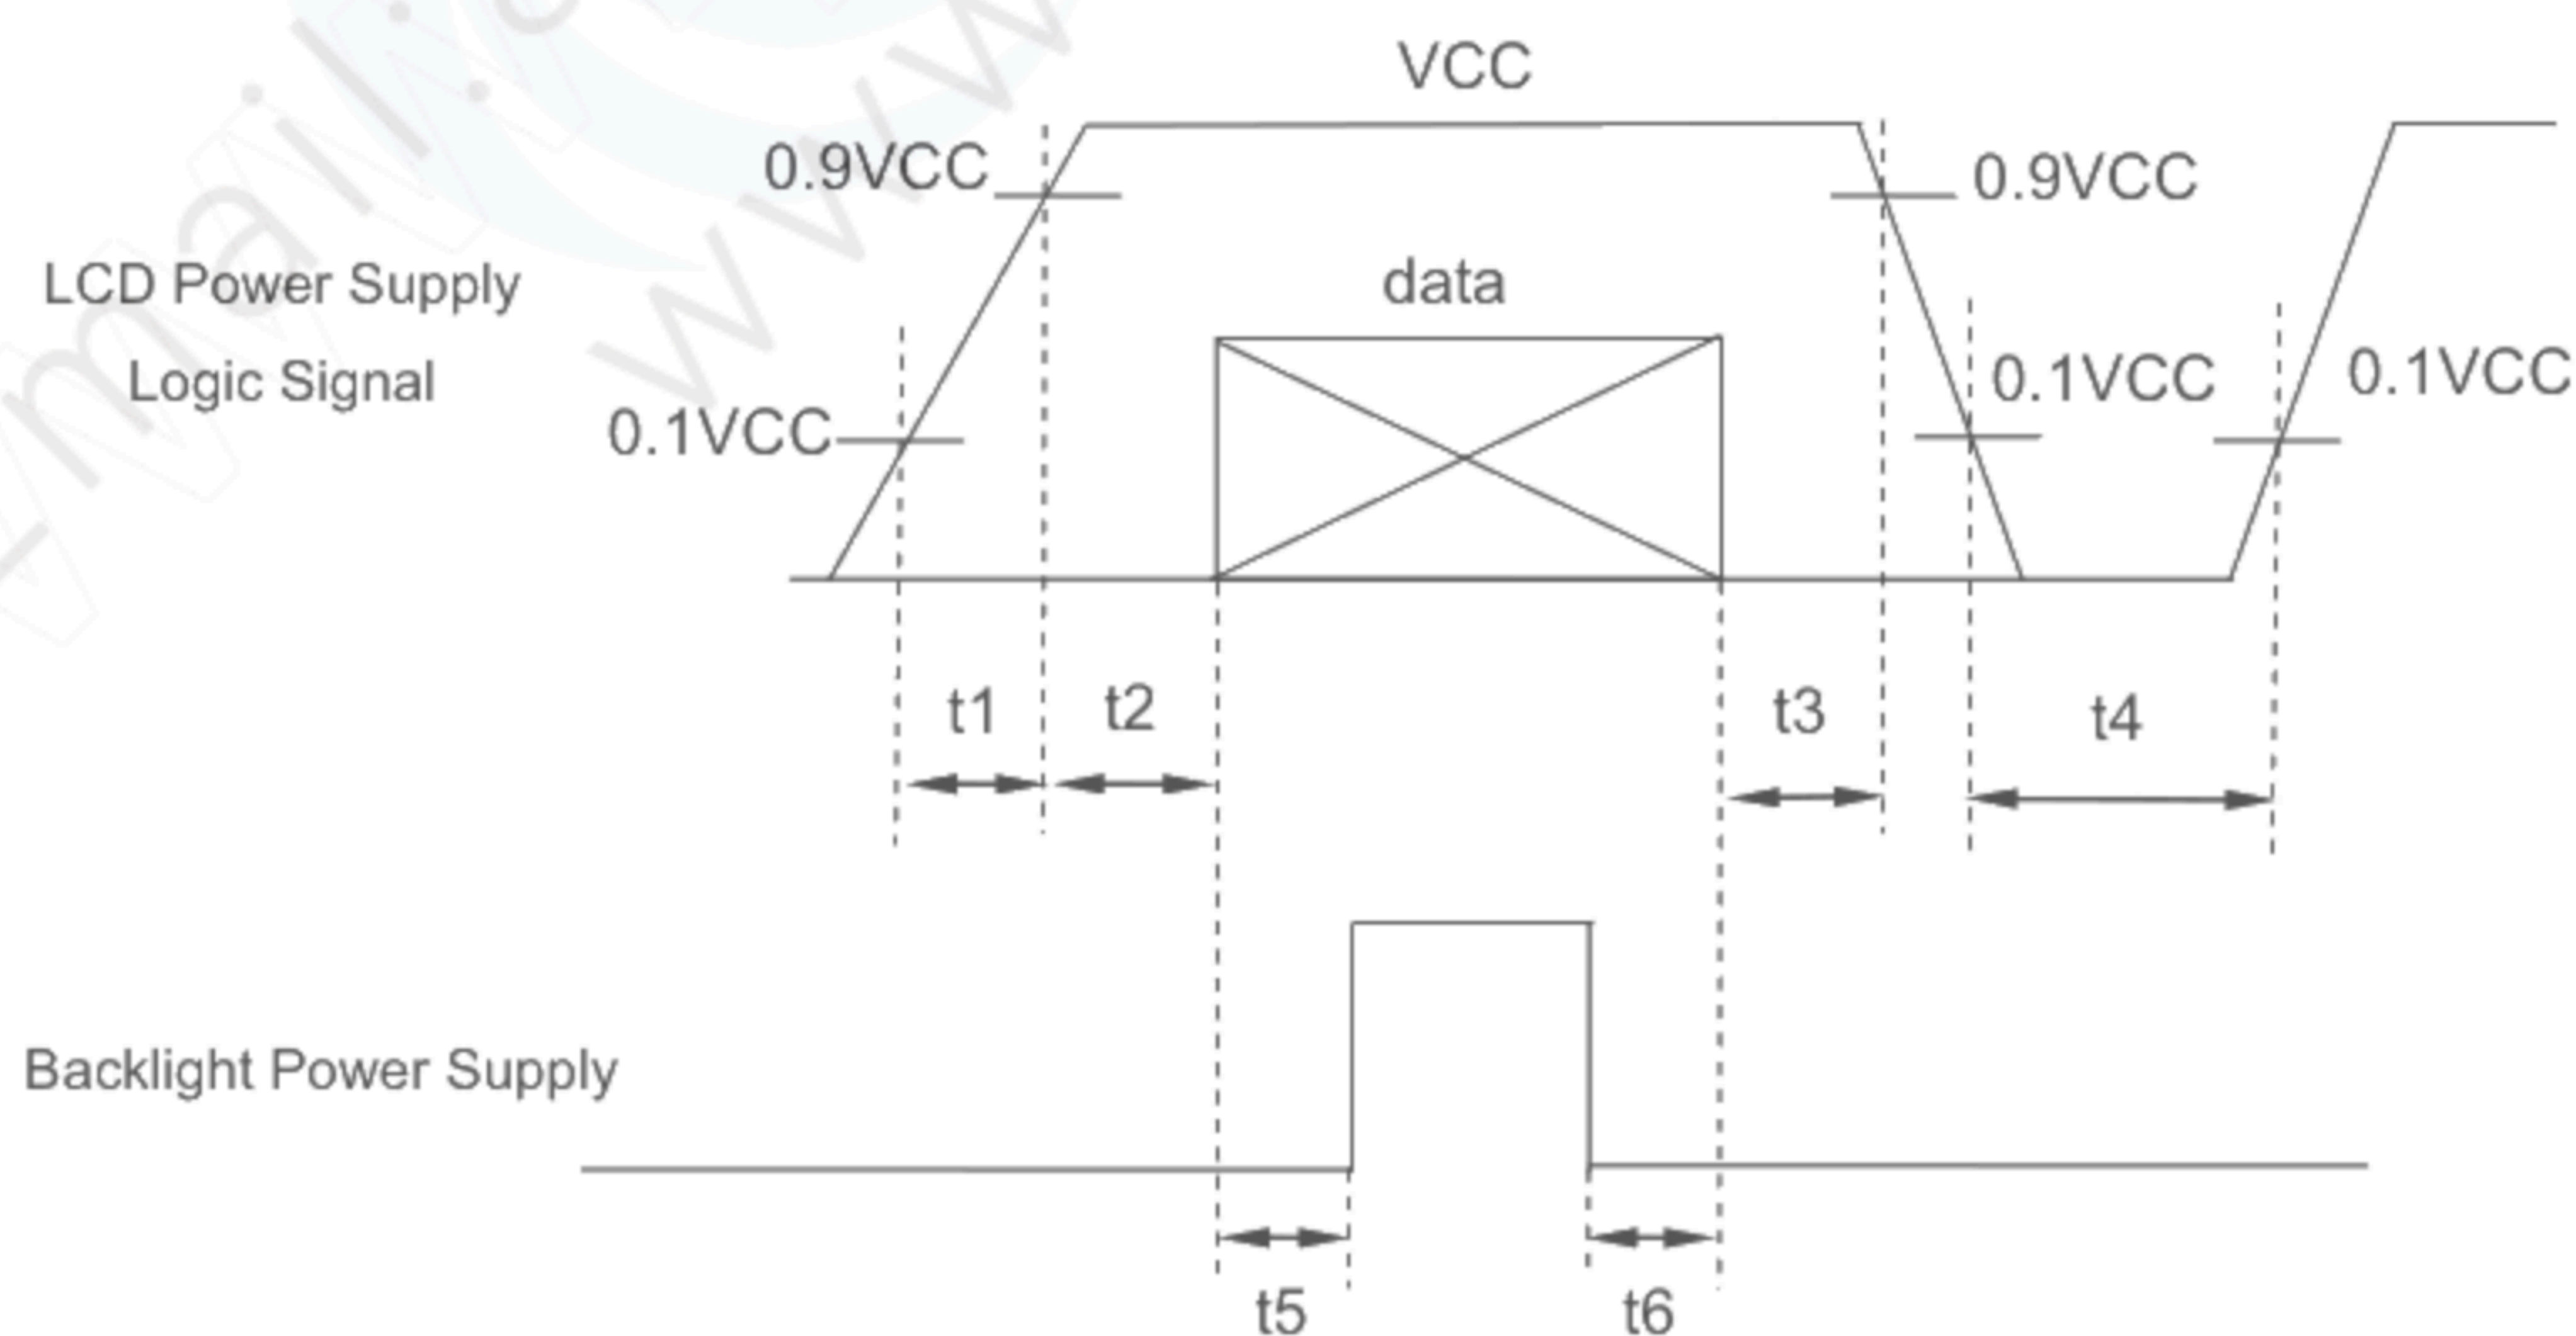 VCC
0.9VCC
0.9VCC
data
LCD Power Supply
Logic Signal
0.1VCC
0.1VCC
0.1VCC
t1
t2
t3
t4
Backlight Power Supply
t5
t6